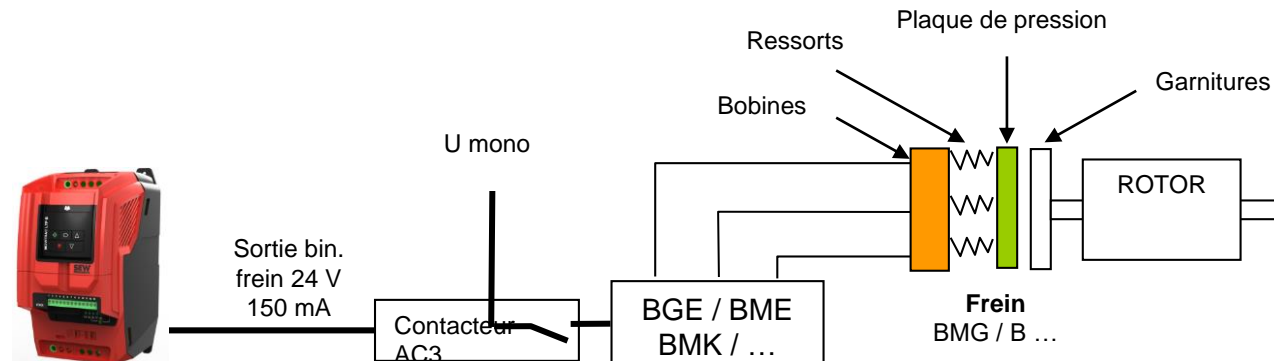 Plaque de pression
Ressorts
Garnitures
Bobines
U mono
ROTOR
Sortie bin.
frein 24 V
150 mA
SEW
Contacteur
AC3
BGE / BME
BMK / …
Frein
BMG / B …